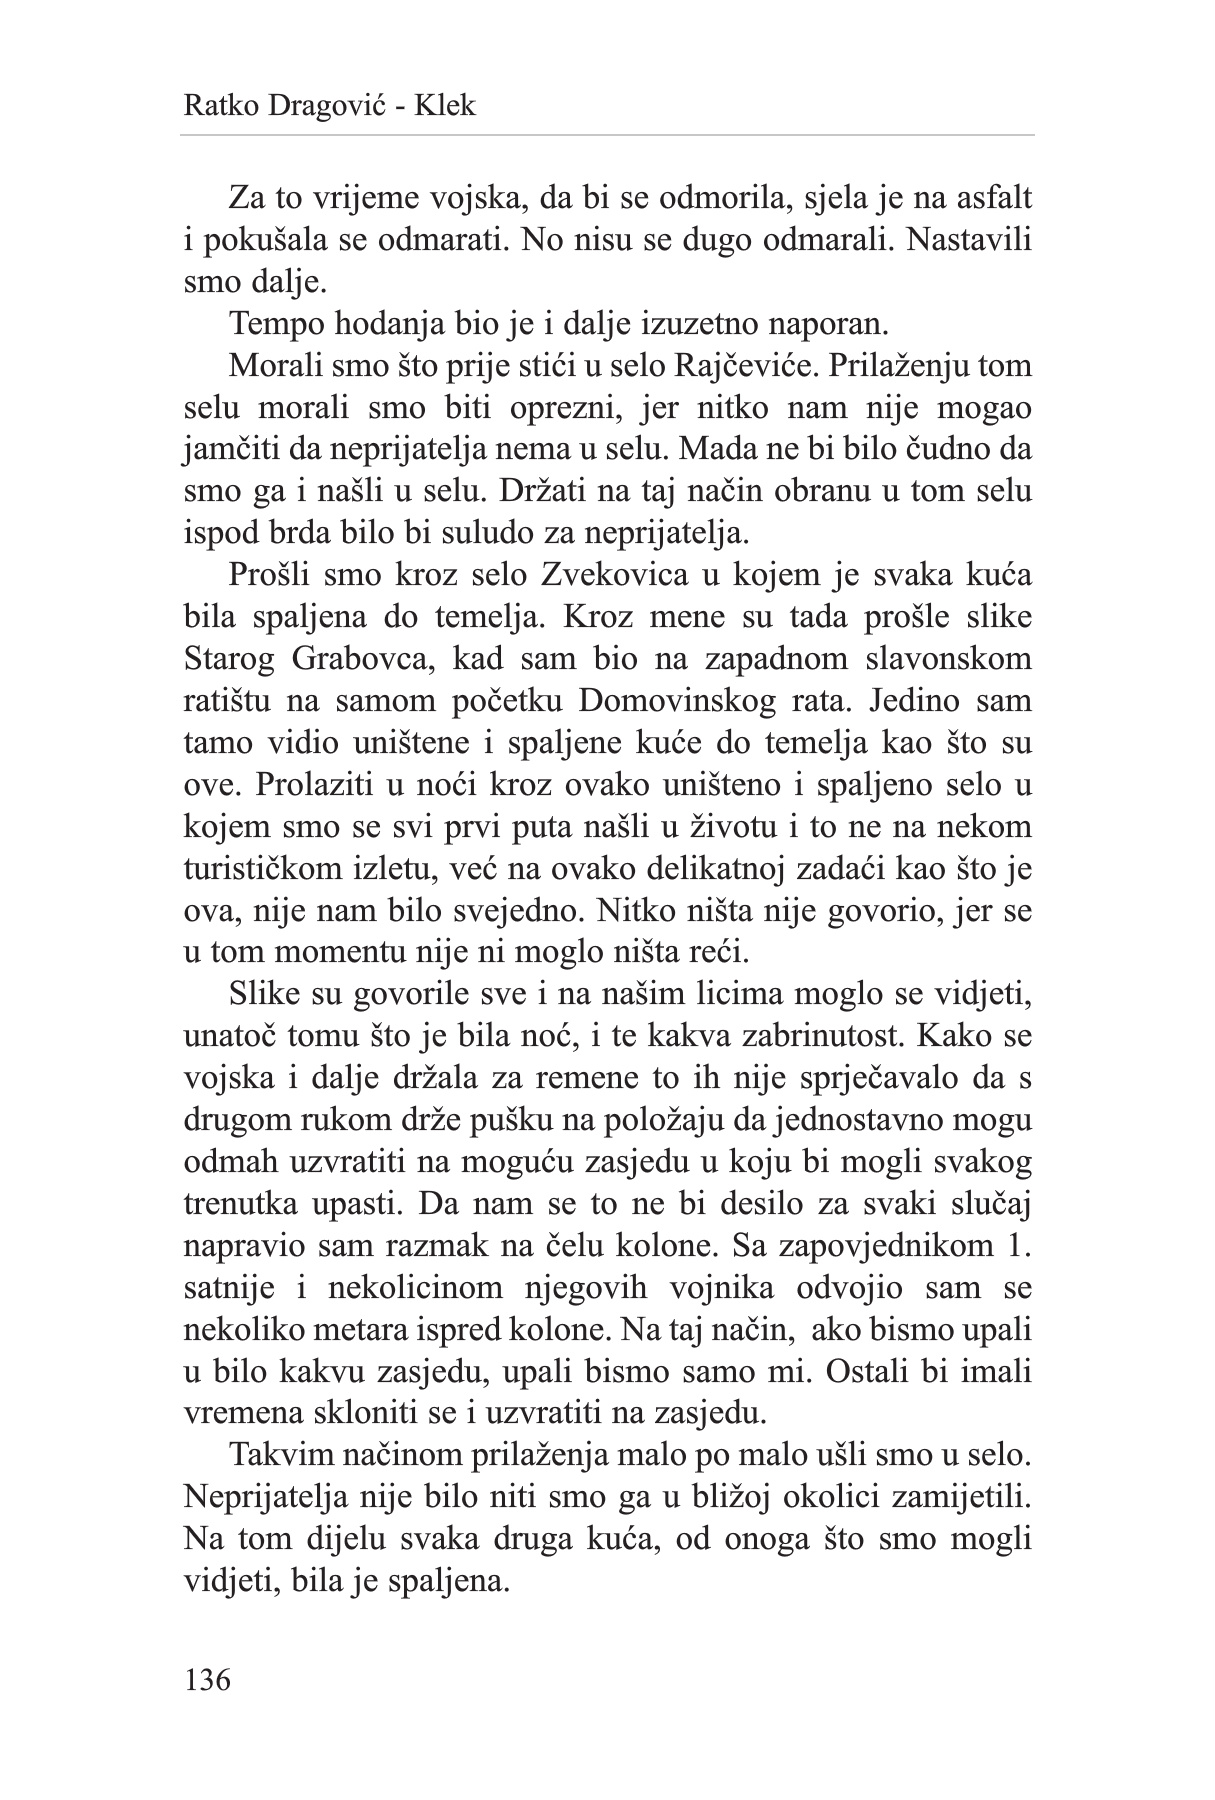 Ratko Dragović - Klek
Za to vrijeme vojska, da bi se odmorila, sjela je na asfalt
i pokušala se odmarati. No nisu se dugo odmarali. Nastavili
smo dalje.
Tempo hodanja bio je i dalje izuzetno naporan.
Morali smo što prije stići u selo Rajčeviće. Prilaženju tom
selu morali smo biti oprezni, jer nitko nam nije mogao
jamčiti da neprijatelja nema u selu. Mada ne bi bilo čudno da
smo ga i našli u selu. Držati na taj način obranu u tom selu
ispod brda bilo bi suludo za neprijatelja.
Prošli smo kroz selo Zvekovica u kojem je svaka kuća
bila spaljena do temelja. Kroz mene su tada prošle slike
Starog Grabovca, kad sam bio na zapadnom slavonskom
ratištu na samom početku Domovinskog rata. Jedino sam
tamo vidio uništene i spaljene kuće do temelja kao što su
ove. Prolaziti u noći kroz ovako uništeno i spaljeno selo u
kojem smo se svi prvi puta našli u životu i to ne na nekom
turističkom izletu, već na ovako delikatnoj zadaći kao što je
ova, nije nam bilo svejedno. Nitko ništa nije govorio, jer se
u tom momentu nije ni moglo ništa reći.
Slike su govorile sve i na našim licima moglo se vidjeti,
unatoč tomu što je bila noć, i te kakva zabrinutost. Kako se
vojska i dalje držala za remene to ih nije sprječavalo da s
drugom rukom drže pušku na položaju da jednostavno mogu
odmah uzvratiti na moguću zasjedu u koju bi mogli svakog
trenutka upasti. Da nam se to ne bi desilo za svaki slučaj
napravio sam razmak na čelu kolone. Sa zapovjednikom 1.
satnije i nekolicinom njegovih vojnika odvojio sam se
nekoliko metara ispred kolone. Na taj način,  ako bismo upali
u bilo kakvu zasjedu, upali bismo samo mi. Ostali bi imali
vremena skloniti se i uzvratiti na zasjedu.
Takvim načinom prilaženja malo po malo ušli smo u selo.
Neprijatelja nije bilo niti smo ga u bližoj okolici zamijetili.
Na tom dijelu svaka druga kuća, od onoga što smo mogli
vidjeti, bila je spaljena.
136